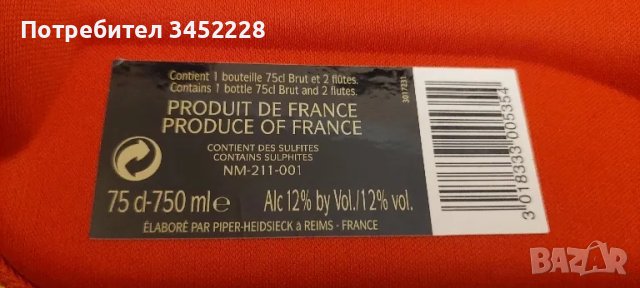 Потребител 3452228
Contient 1 bouteille 75cl Brut et 2 flûtes.
Contains 1 bottle 75cl Brut and 2 flutes.
PRODUIT DE FRANCE
PRODUCE OF FRANCE
CONTIENT DES SULFITES
CONTAINS SULPHITES
NM-211-001
75 cl-750 ml e
Alc 12% by Vol./12% vol.
ÉLABORÉ PAR PIPER-HEIDSIECK à REIMS - FRANCE
3017231
3 018333 005354
BAZAR